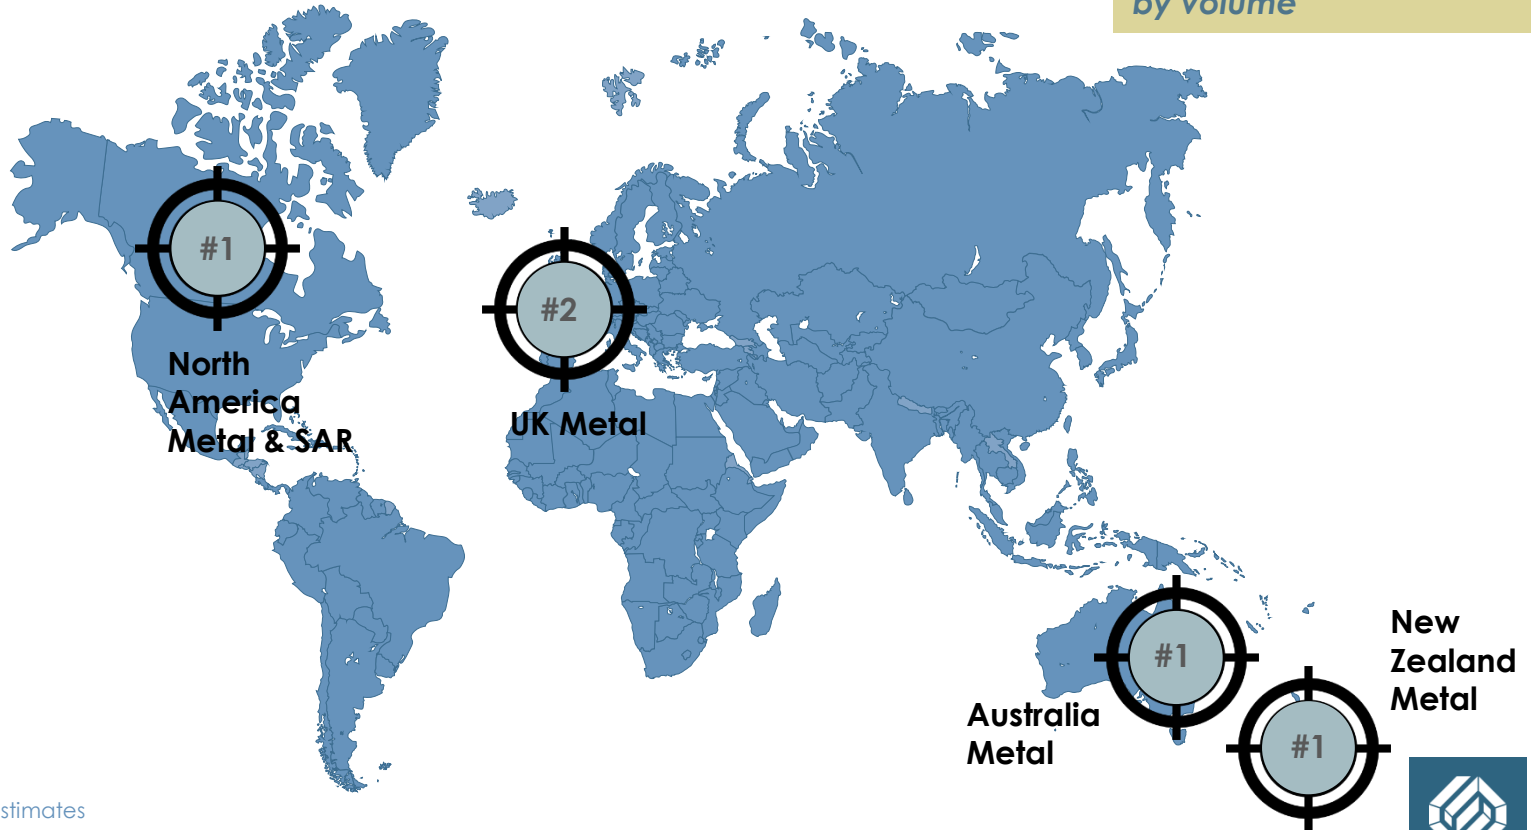 by Volume
#1
North
America
Metal & SAR
#2
UK Metal
#1
Australia
Metal
New
Zealand
Metal
#1
stimates